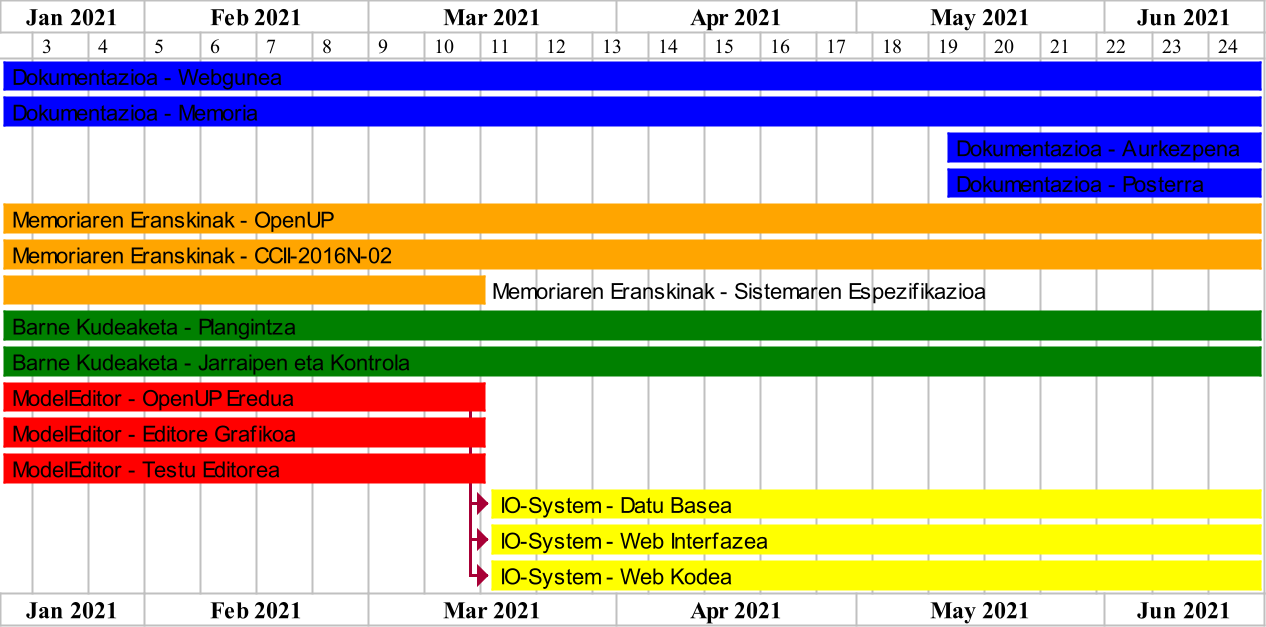 Jan 2021 Feb 2021 Mar 2021 Apr 2021 May 2021 Jun 2021
3 4 5 6 7 8 9 10 11 12 13 14 15 16 17 18 19 20 21 22 23 24
Dokumentazioa - Webgunea
Dokumentazioa - Memoria
Dokumentazioa - Aurkezpena
Dokumentazioa - Posterra
Memoriaren Eranskinak - OpenUP
Memoriaren Eranskinak - CCII-2016N-02
Memoriaren Eranskinak - Sistemaren Espezifikazioa
Barne Kudeaketa - Plangintza
Barne Kudeaketa - Jarraipen eta Kontrola
ModelEditor - OpenUP Eredua
ModelEditor - Editore Grafikoa
ModelEditor - Testu Editorea
IO-System - Datu Basea
IO-System - Web Interfazea
IO-System - Web Kodea
Jan 2021 Feb 2021 Mar 2021 Apr 2021 May 2021 Jun 2021